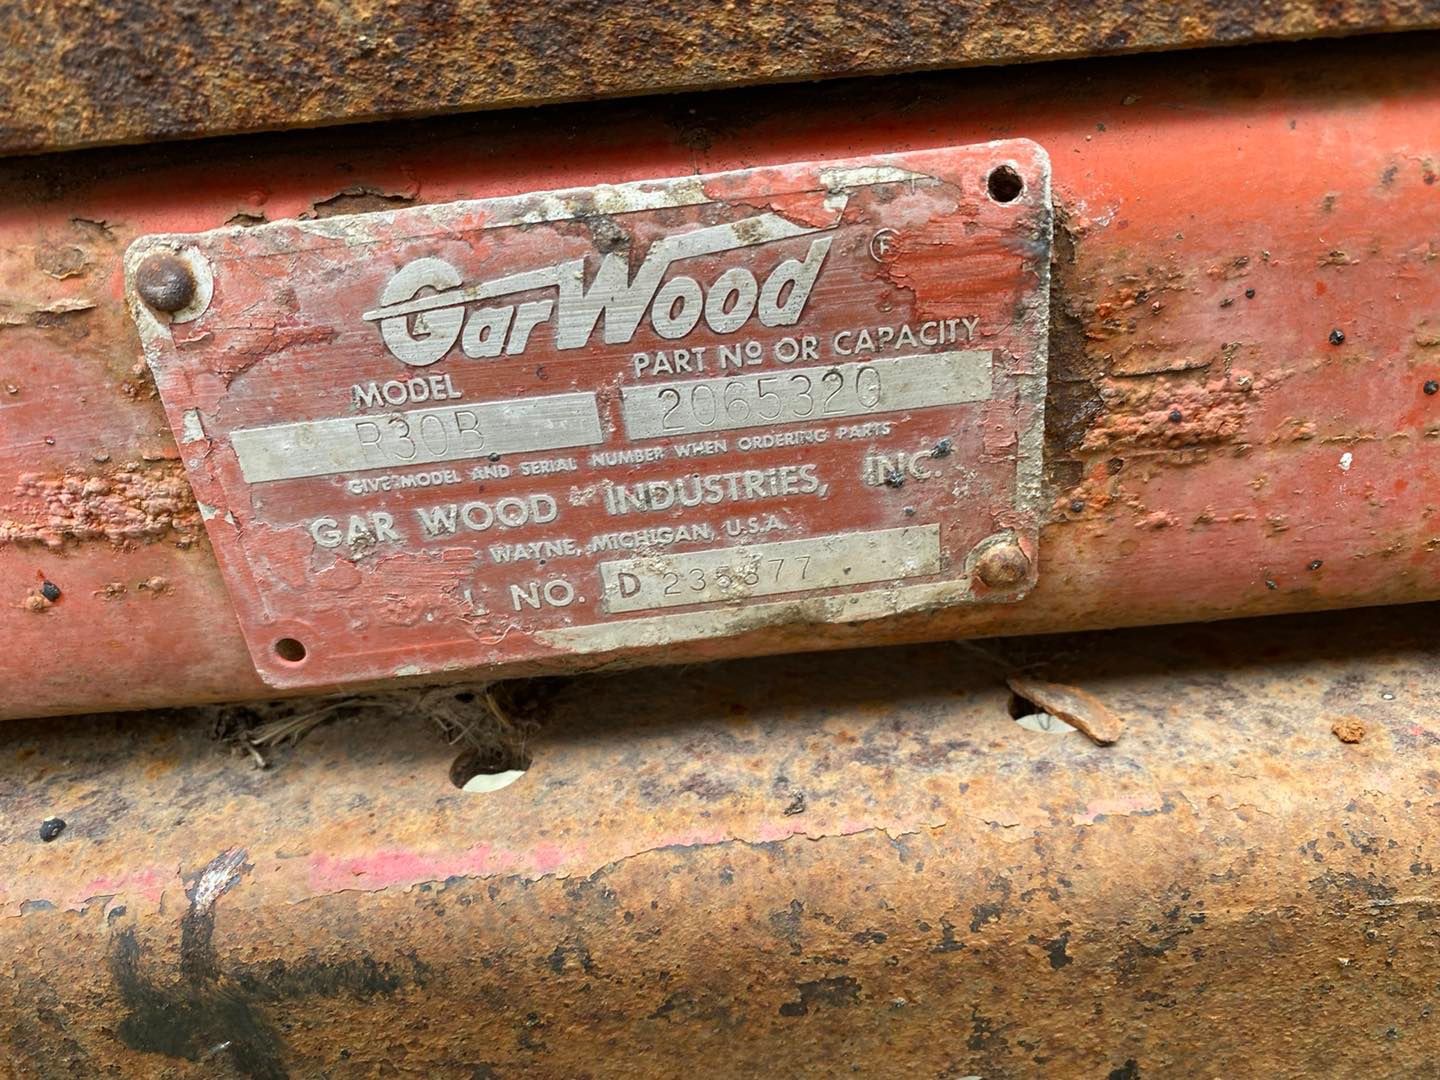 GarWood ®
MODEL
PART Nº OR CAPACITY
R30B
2065320
GIVE MODEL AND SERIAL NUMBER WHEN ORDERING PARTS
GAR WOOD INDUSTRIES, INC.
WAYNE, MICHIGAN, U.S.A.
NO. D